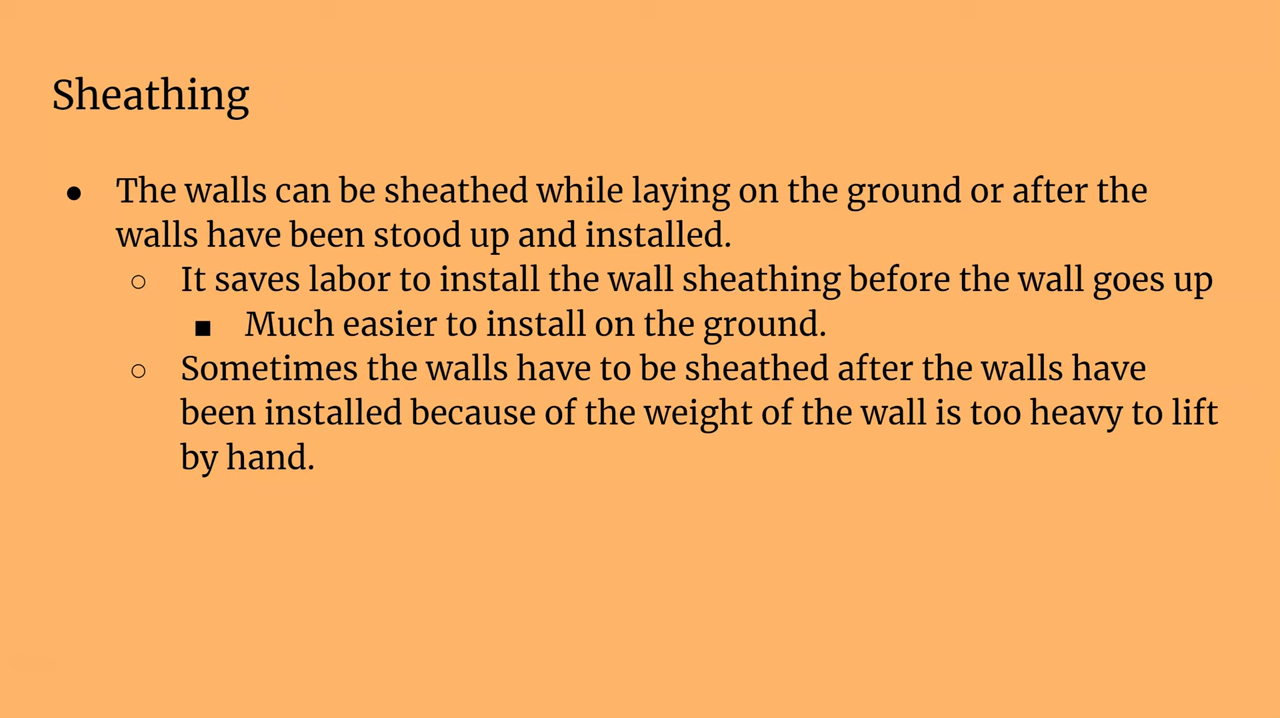 Sheathing
● The walls can be sheathed while laying on the ground or after the
walls have been stood up and installed.
○ It saves labor to install the wall sheathing before the wall goes up
■ Much easier to install on the ground.
○ Sometimes the walls have to be sheathed after the walls have
been installed because of the weight of the wall is too heavy to lift
by hand.